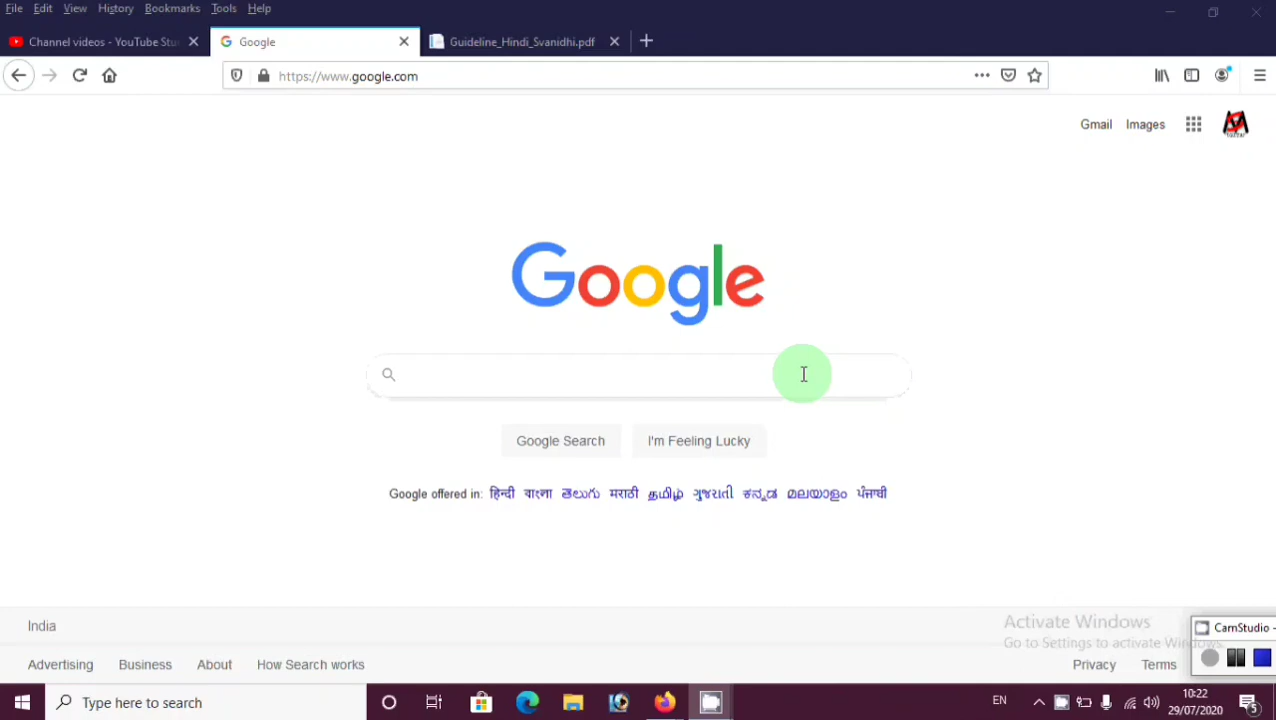 File Edit View History Bookmarks Tools Help
Channel videos - YouTube Stu
Google
Guideline_Hindi_Svanidhi.pdf
https://www.google.com
Gmail Images
Google
Google Search I'm Feeling Lucky
Google offered in: हिन्दी বাংলা తెలుగు मराठी தமிழ் ગુજરાતી ಕನ್ನಡ മലയാളം ਪੰਜਾਬੀ
India
Activate Windows
Go to Settings to activate Windows.
CamStudio -
Advertising Business About How Search works
Privacy Terms
Type here to search
EN
10:22
29/07/2020
5